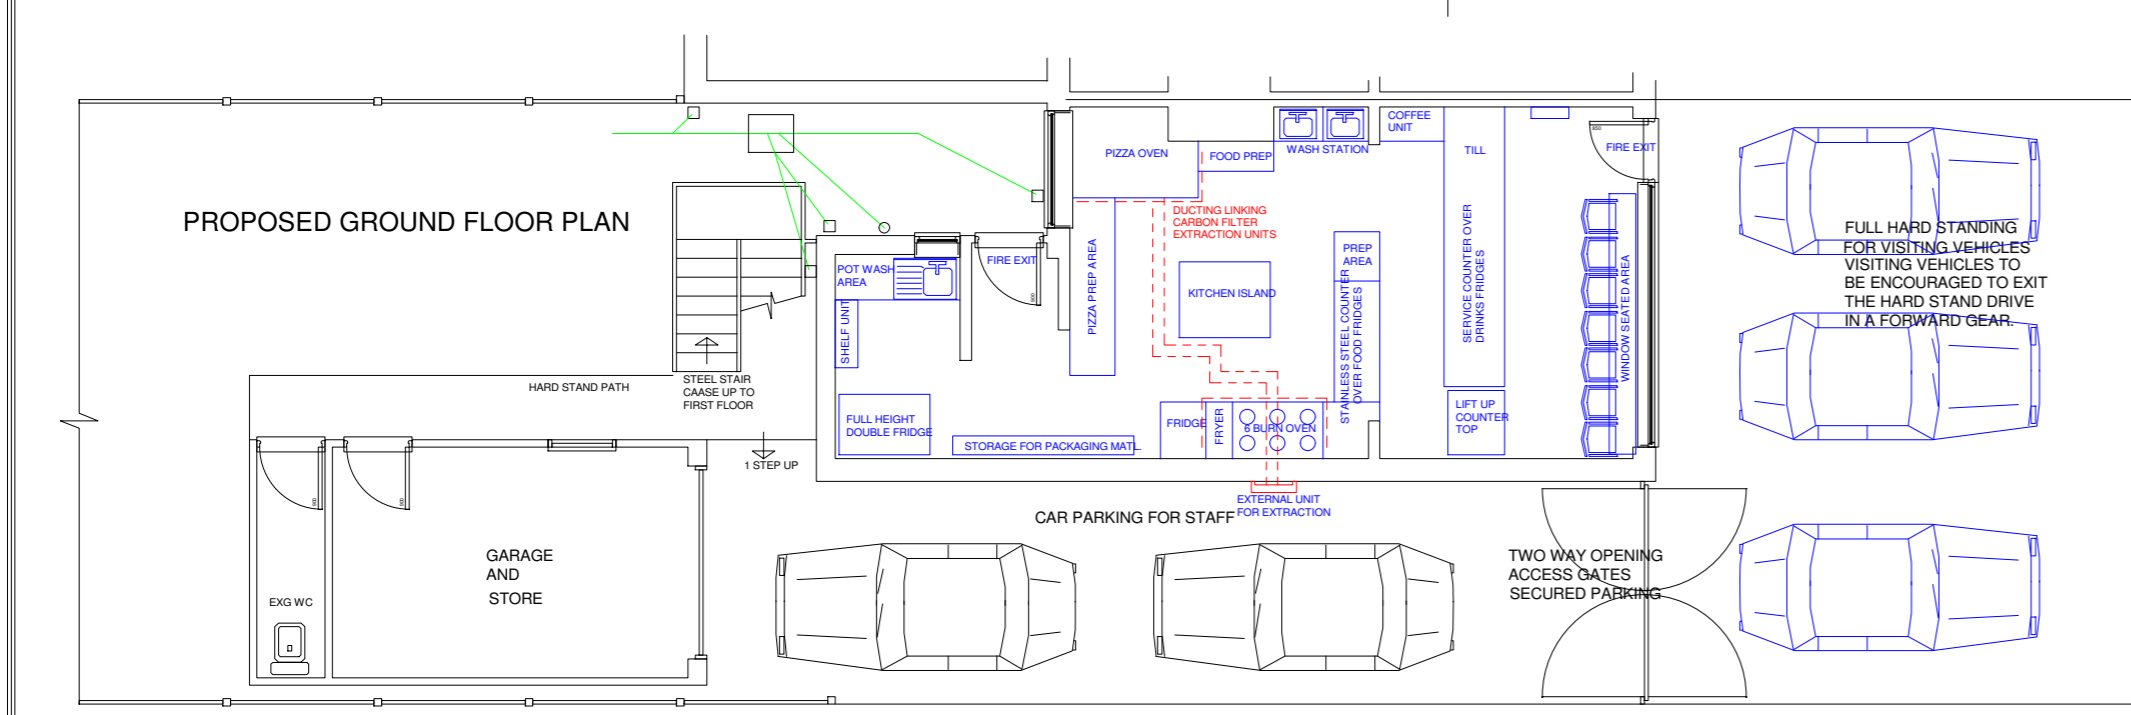 PROPOSED GROUND FLOOR PLAN
HARD STAND PATH
STEEL STAIR
CAASE UP TO
FIRST FLOOR
1 STEP UP
EXG WC
GARAGE
AND
STORE
900
900
POT WASH
AREA
SHELF UNIT
FULL HEIGHT
DOUBLE FRIDGE
FIRE EXIT
900
STORAGE FOR PACKAGING MATL.
PIZZA OVEN
FOOD PREP
WASH STATION
COFFEE
UNIT
TILL
850
FIRE EXIT
DUCTING LINKING
CARBON FILTER
EXTRACTION UNITS
PIZZA PREP AREA
KITCHEN ISLAND
PREP
AREA
STAINLESS STEEL COUNTER
OVER FOOD FRIDGES
SERVICE COUNTER OVER
DRINKS FRIDGES
WINDOW SEATED AREA
FRIDGE
FRYER
6 BURN OVEN
LIFT UP
COUNTER
TOP
EXTERNAL UNIT
FOR EXTRACTION
CAR PARKING FOR STAFF
TWO WAY OPENING
ACCESS GATES
SECURED PARKING
FULL HARD STANDING
FOR VISITING VEHICLES
VISITING VEHICLES TO
BE ENCOURAGED TO EXIT
THE HARD STAND DRIVE
IN A FORWARD GEAR.